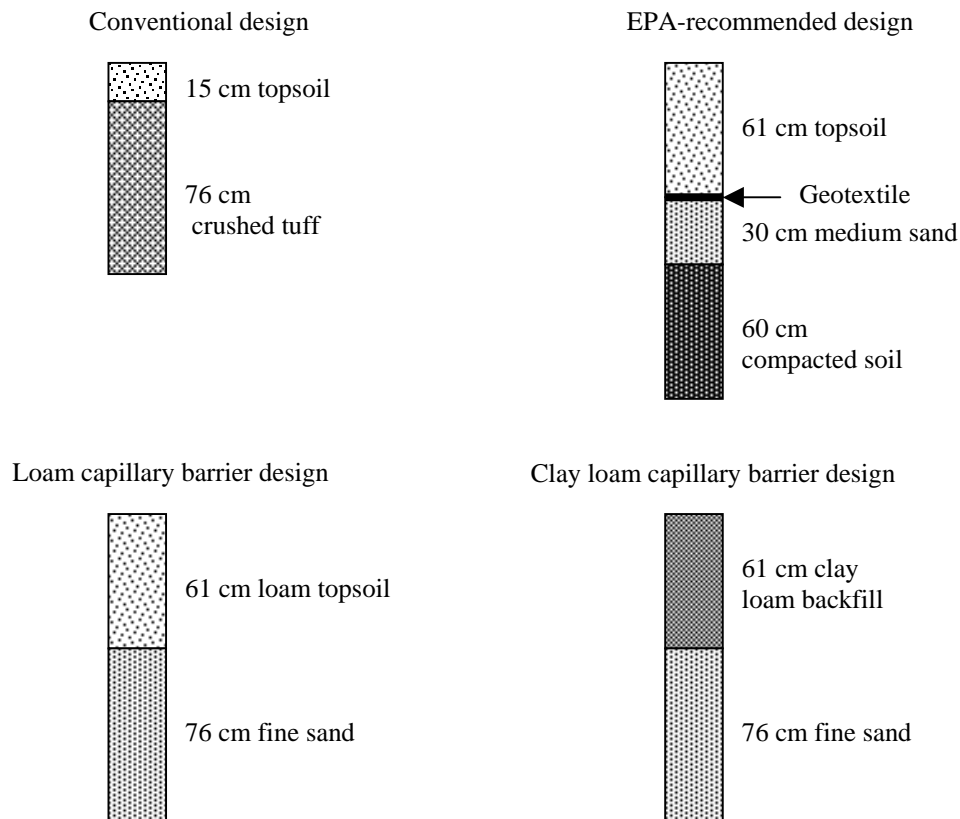 Conventional design
15 cm topsoil
76 cm
crushed tuff
EPA-recommended design
61 cm topsoil
Geotextile
30 cm medium sand
60 cm
compacted soil
Loam capillary barrier design
61 cm loam topsoil
76 cm fine sand
Clay loam capillary barrier design
61 cm clay
loam backfill
76 cm fine sand